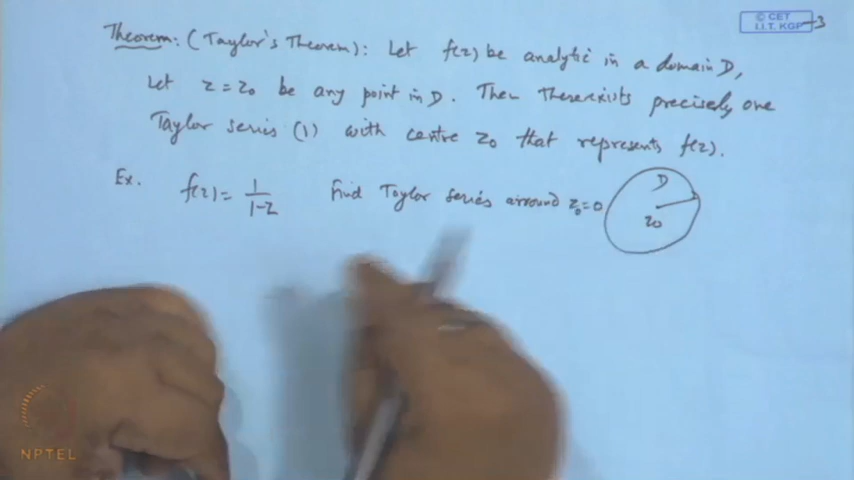 © CET
I.I.T. KGP
Theorem: (Taylor's Theorem): Let f(z) be analytic in a domain D,
Let z = z₀ be any point in D. Then there exists precisely one
Taylor series (1) with centre z₀ that represents f(z).
Ex. f(z) = 1/(1-z) Find Taylor series around z₀=0
D
z₀
NPTEL